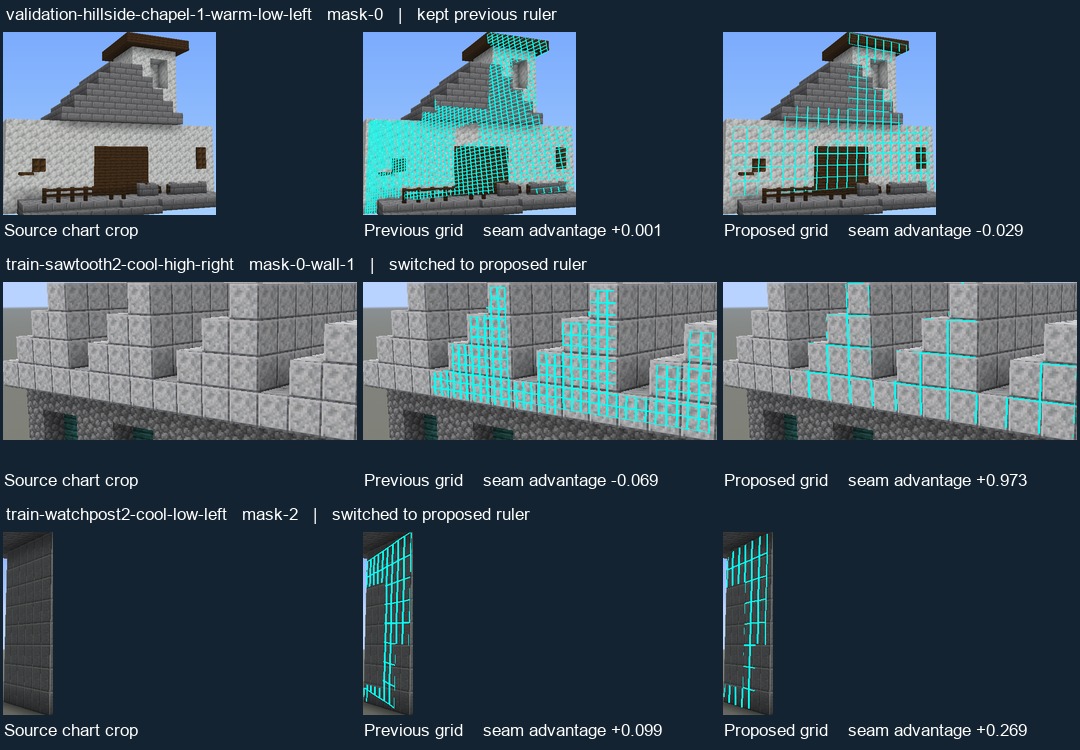 validation-hillside-chapel-1-warm-low-left mask-0 | kept previous ruler
Source chart crop
Previous grid seam advantage +0.001
Proposed grid seam advantage -0.029
train-sawtooth2-cool-high-right mask-0-wall-1 | switched to proposed ruler
Source chart crop
Previous grid seam advantage -0.069
Proposed grid seam advantage +0.973
train-watchpost2-cool-low-left mask-2 | switched to proposed ruler
Source chart crop
Previous grid seam advantage +0.099
Proposed grid seam advantage +0.269